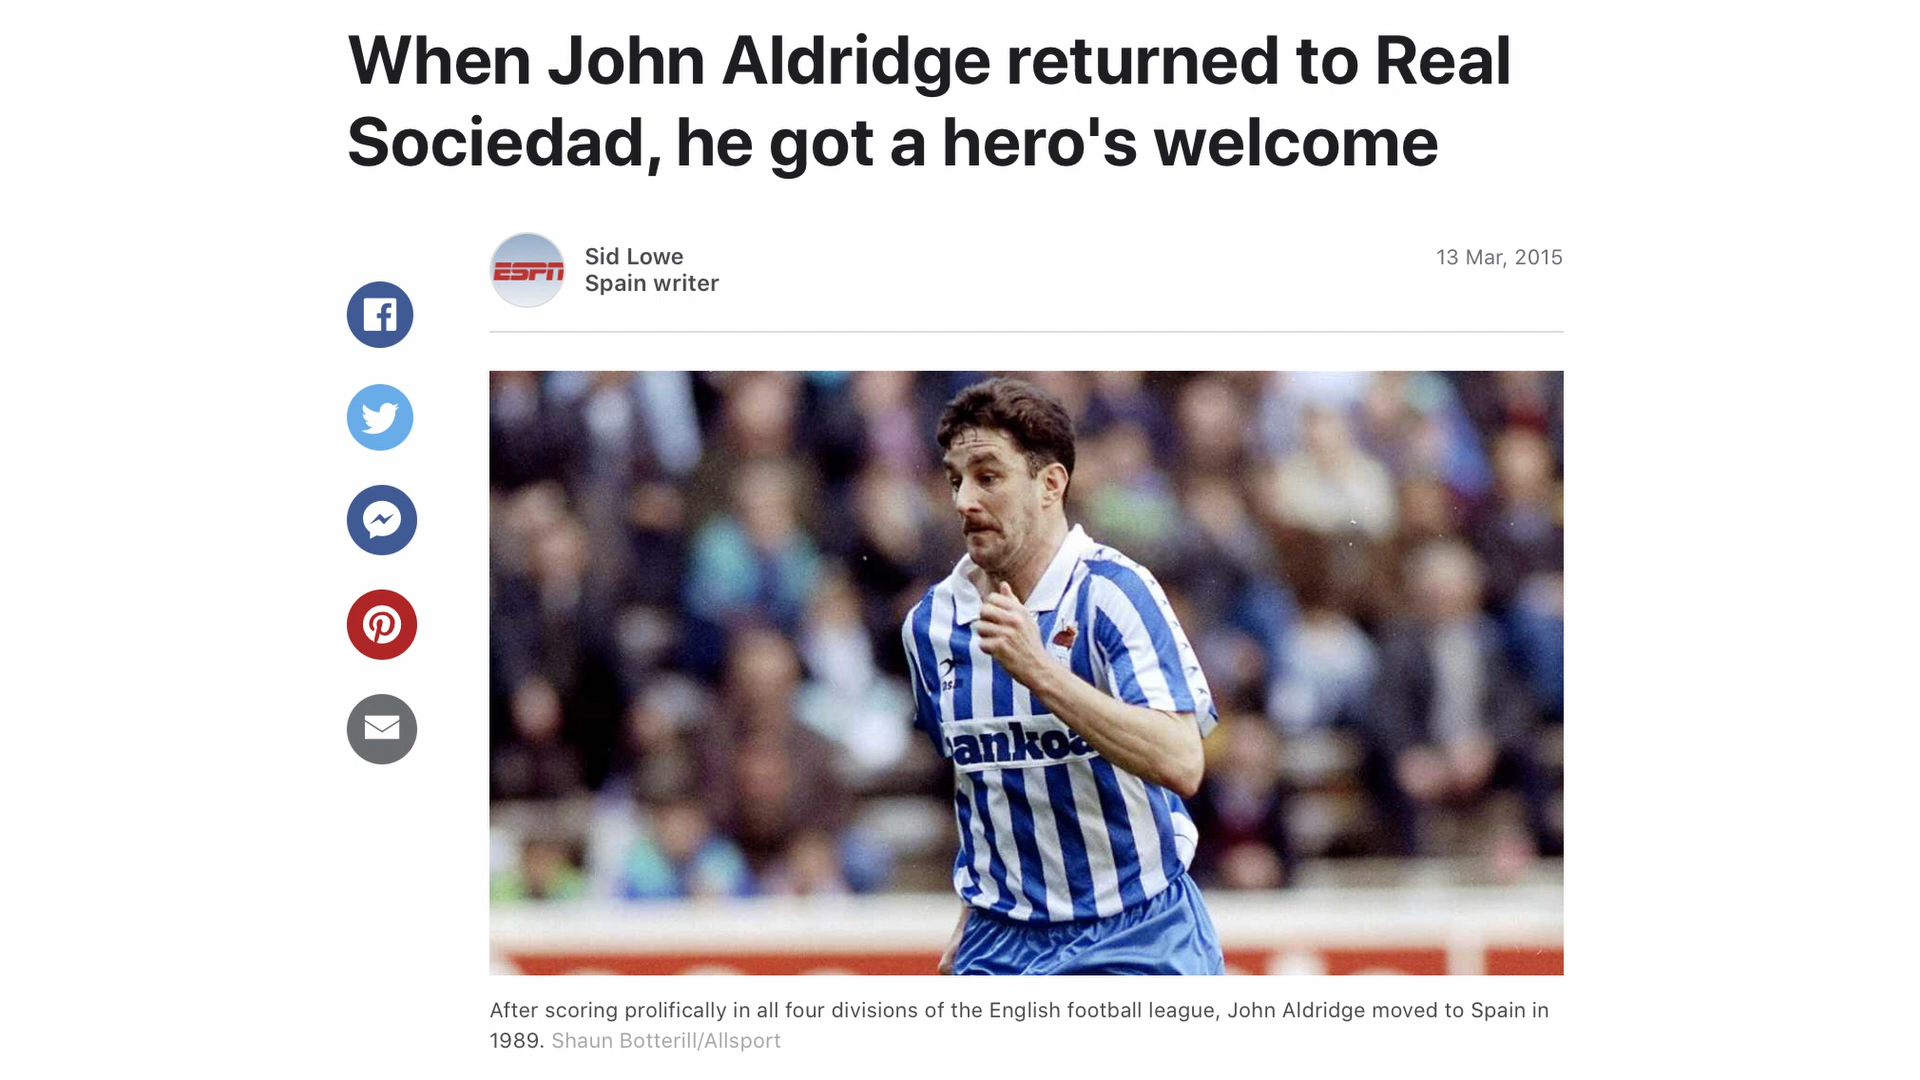 When John Aldridge returned to Real
Sociedad, he got a hero's welcome
ESPN
Sid Lowe
Spain writer
13 Mar, 2015
After scoring prolifically in all four divisions of the English football league, John Aldridge moved to Spain in
1989. Shaun Botterill/Allsport